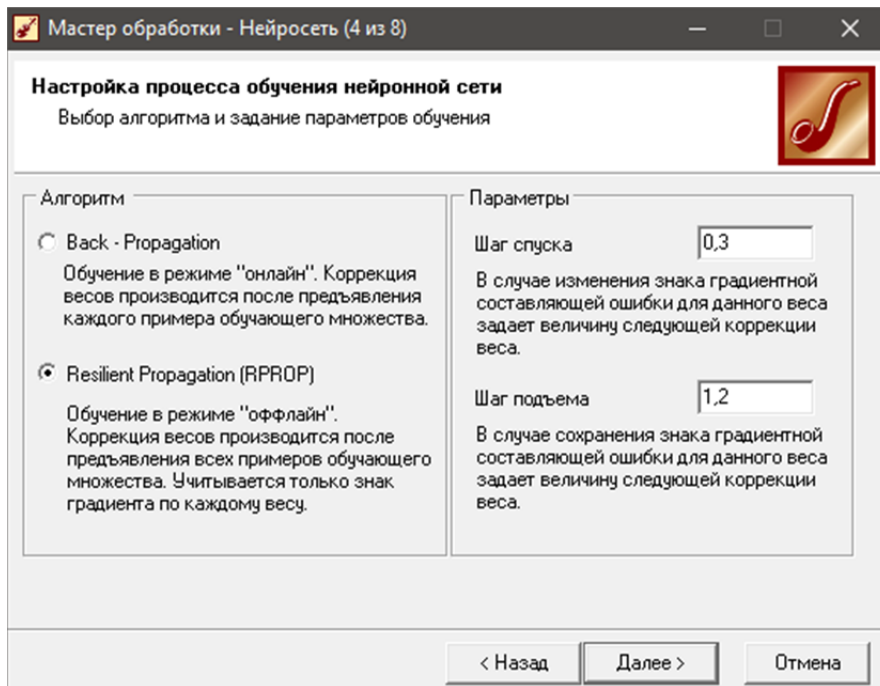 Мастер обработки - Нейросеть (4 из 8)
Настройка процесса обучения нейронной сети
Выбор алгоритма и задание параметров обучения
Алгоритм
Back - Propagation
Обучение в режиме "онлайн". Коррекция
весов производится после предъявления
каждого примера обучающего множества.
Resilient Propagation (RPROP)
Обучение в режиме "оффлайн".
Коррекция весов производится после
предъявления всех примеров обучающего
множества. Учитывается только знак
градиента по каждому весу.
Параметры
Шаг спуска 0,3
В случае изменения знака градиентной
составляющей ошибки для данного веса
задает величину следующей коррекции
веса.
Шаг подъема 1,2
В случае сохранения знака градиентной
составляющей ошибки для данного веса
задает величину следующей коррекции
веса.
< Назад Далее > Отмена